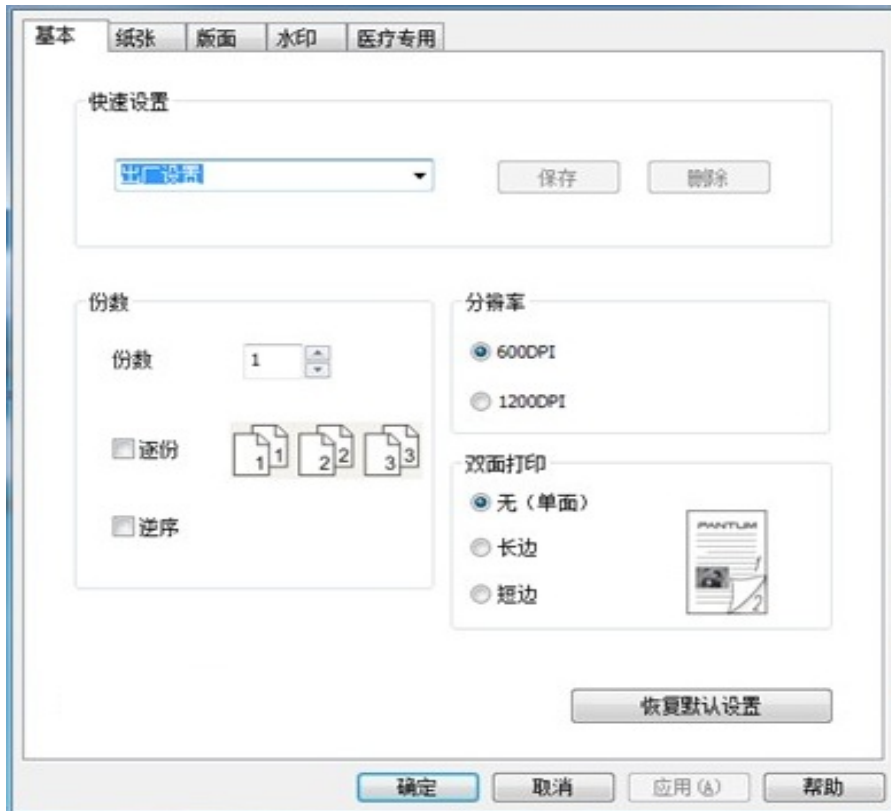 基本 纸张 版面 水印 医疗专用
快速设置
出厂设置 保存 删除
份数
份数 1
逐份 1 1 2 2 3 3
逆序
分辨率
600DPI
1200DPI
双面打印
无（单面）
长边
短边
PANTUM
1
2
恢复默认设置
确定 取消 应用(A) 帮助